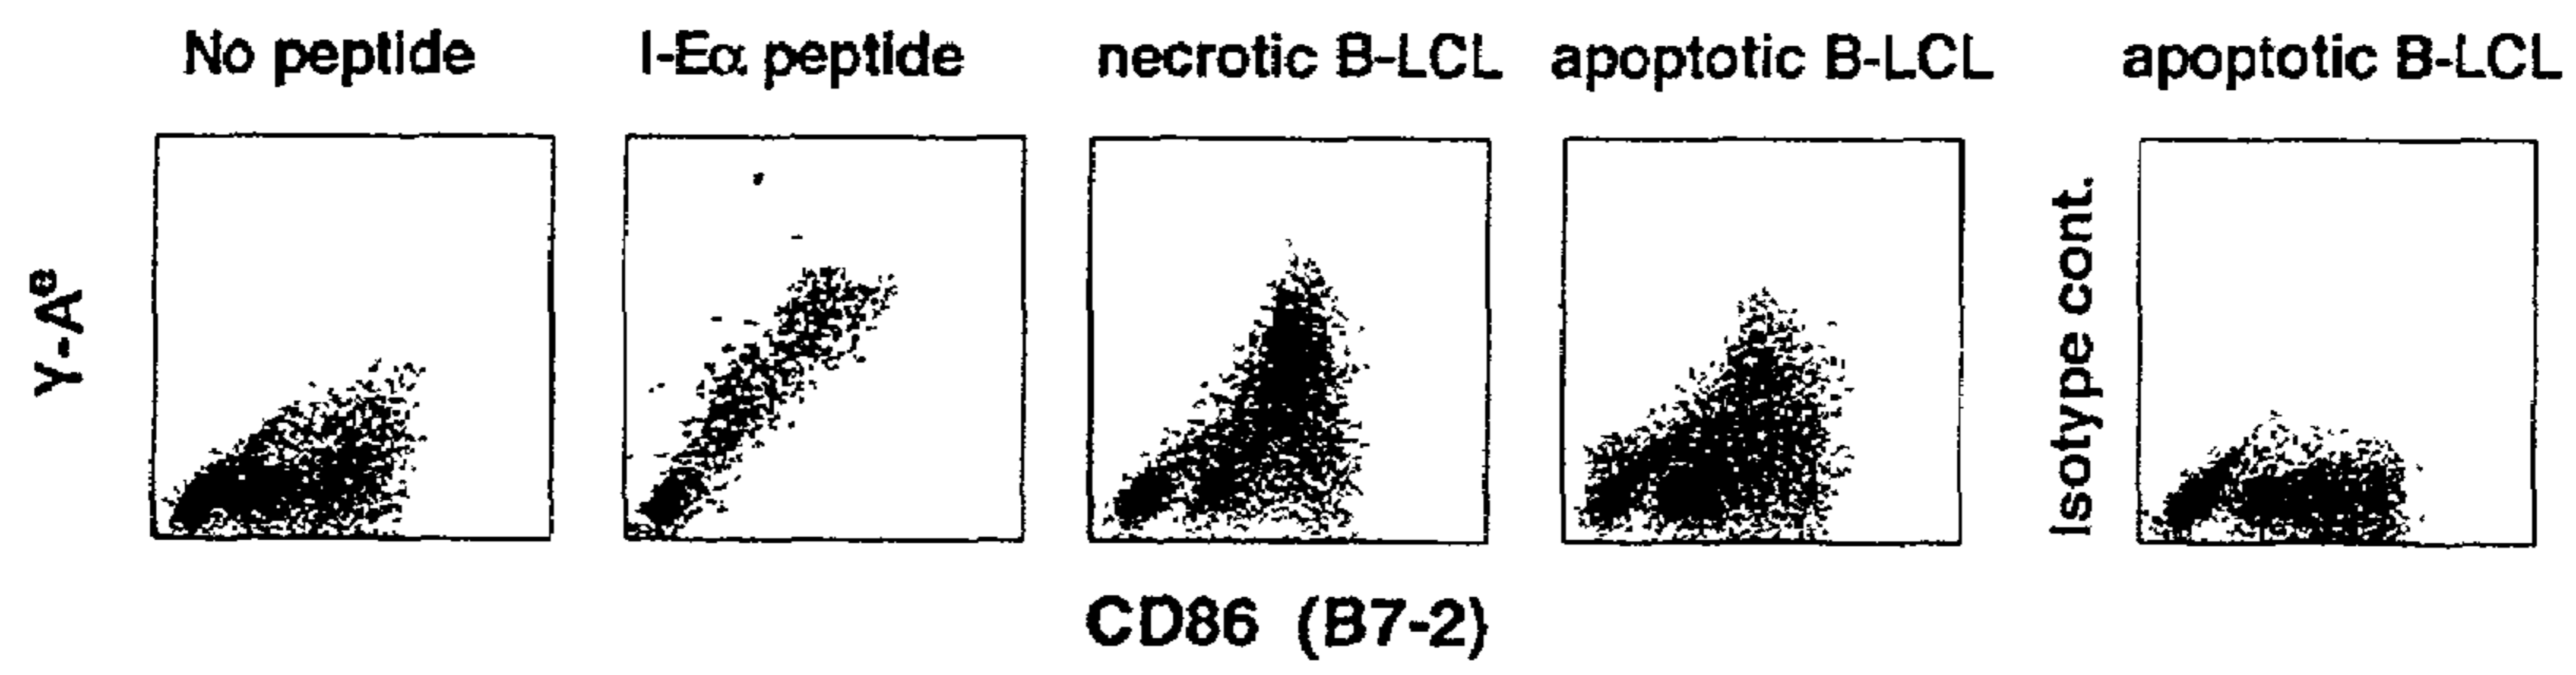 No peptide
I-Eα peptide
necrotic B-LCL
apoptotic B-LCL
apoptotic B-LCL
Y-Aᵉ
Isotype cont.
CD86 (B7-2)